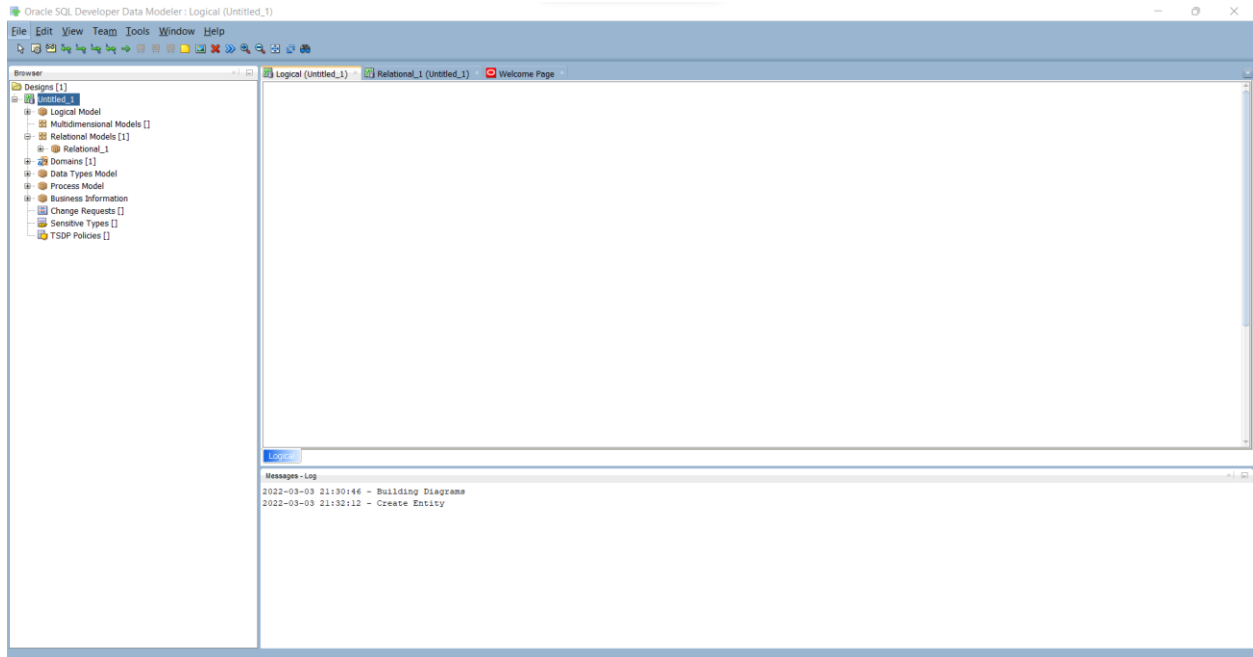 Oracle SQL Developer Data Modeler : Logical (Untitled_1)
File Edit View Team Tools Window Help
Browser
Designs [1]
Untitled_1
Logical Model
Multidimensional Models []
Relational Models [1]
Relational_1
Domains [1]
Data Types Model
Process Model
Business Information
Change Requests []
Sensitive Types []
TSDP Policies []
Logical (Untitled_1) Relational_1 (Untitled_1) Welcome Page
Logical
Messages - Log
2022-03-03 21:30:46 - Building Diagrams
2022-03-03 21:32:12 - Create Entity